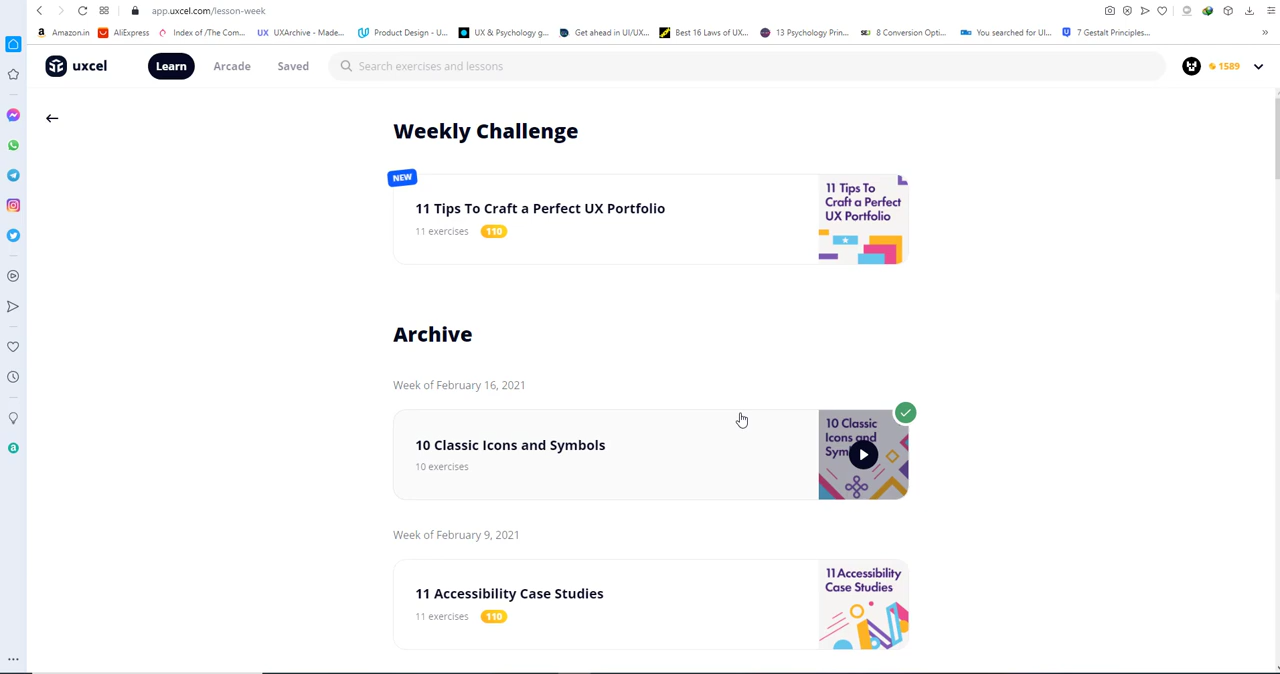 app.uxcel.com/lesson-week
Amazon.in
AliExpress
Index of /The Com...
UX UXArchive - Made...
Product Design - U...
UX & Psychology g...
Get ahead in UI/UX...
Best 16 Laws of UX...
13 Psychology Prin...
8 Conversion Opti...
You searched for UI...
7 Gestalt Principles...
uxcel
Learn
Arcade
Saved
Search exercises and lessons
1589
Weekly Challenge
NEW
11 Tips To Craft a Perfect UX Portfolio
11 exercises 110
11 Tips To
Craft a Perfect
UX Portfolio
Archive
Week of February 16, 2021
10 Classic Icons and Symbols
10 exercises
10 Classic
Icons and
Week of February 9, 2021
11 Accessibility Case Studies
11 exercises 110
11 Accessibility
Case Studies